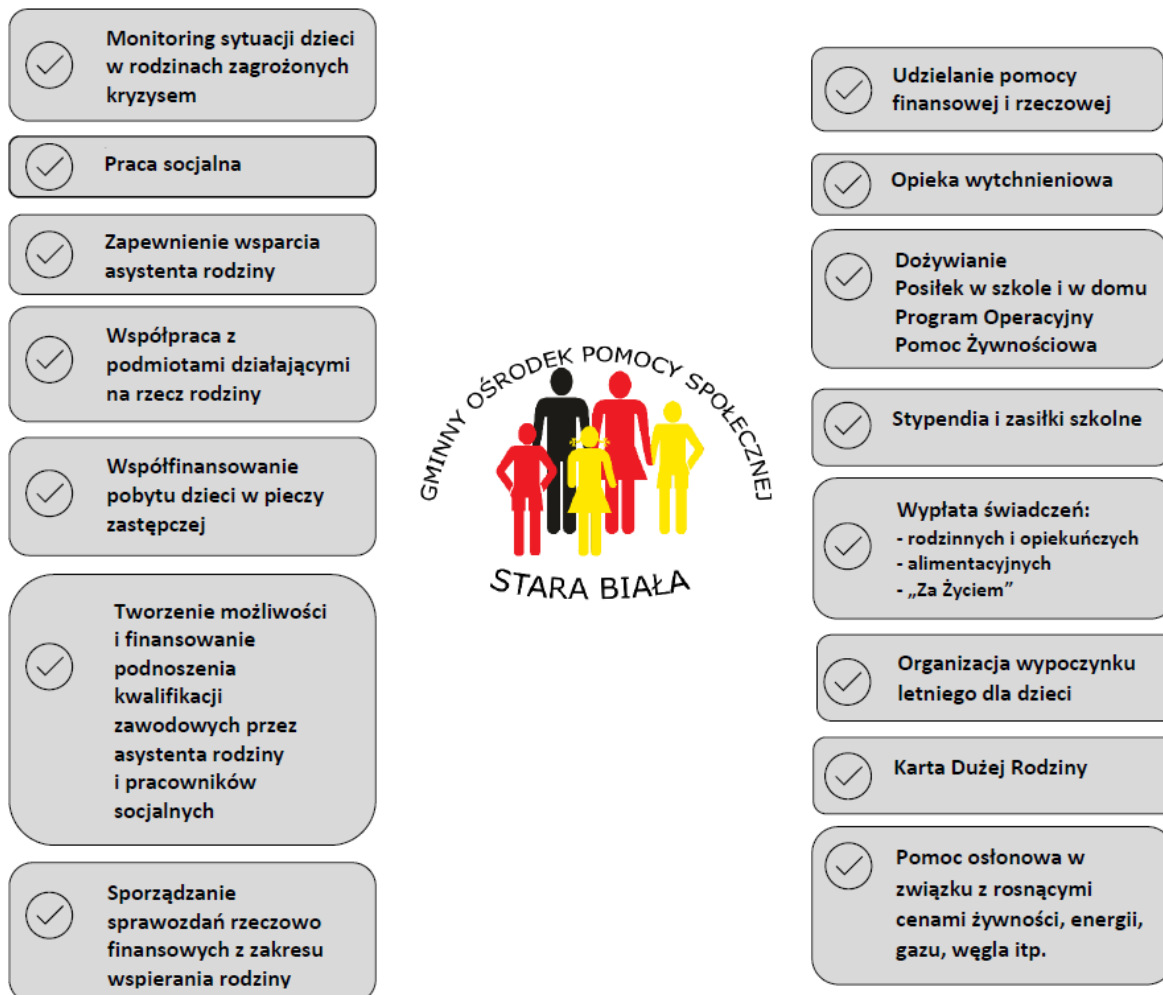 Monitoring sytuacji dzieci
w rodzinach zagrożonych
kryzysem
Praca socjalna
Zapewnienie wsparcia
asystenta rodziny
Współpraca z
podmiotami działającymi
na rzecz rodziny
Współfinansowanie
pobytu dzieci w pieczy
zastępczej
Tworzenie możliwości
i finansowanie
podnoszenia
kwalifikacji
zawodowych przez
asystenta rodziny
i pracowników
socjalnych
Sporządzanie
sprawozdań rzeczowo
finansowych z zakresu
wspierania rodziny
GMINNY OŚRODEK POMOCY SPOŁECZNEJ
STARA BIAŁA
Udzielanie pomocy
finansowej i rzeczowej
Opieka wytchnieniowa
Dożywianie
Posiłek w szkole i w domu
Program Operacyjny
Pomoc Żywnościowa
Stypendia i zasiłki szkolne
Wypłata świadczeń:
- rodzinnych i opiekuńczych
- alimentacyjnych
- „Za Życiem”
Organizacja wypoczynku
letniego dla dzieci
Karta Dużej Rodziny
Pomoc osłonowa w
związku z rosnącymi
cenami żywności, energii,
gazu, węgla itp.